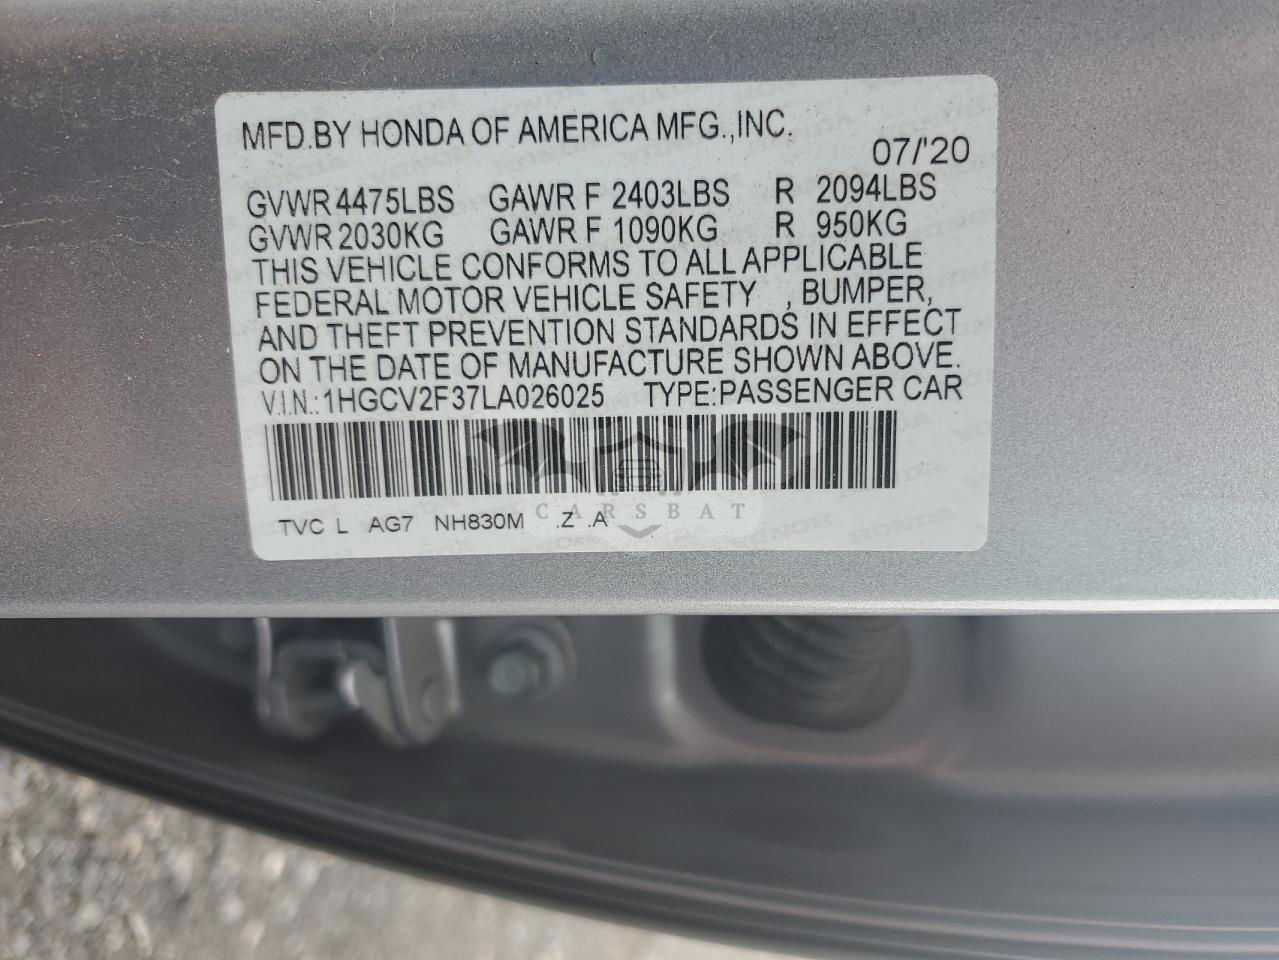 MFD.BY HONDA OF AMERICA MFG.,INC.
07/'20
GVWR 4475LBS GAWR F 2403LBS R 2094LBS
GVWR 2030KG GAWR F 1090KG R 950KG
THIS VEHICLE CONFORMS TO ALL APPLICABLE
FEDERAL MOTOR VEHICLE SAFETY , BUMPER,
AND THEFT PREVENTION STANDARDS IN EFFECT
ON THE DATE OF MANUFACTURE SHOWN ABOVE.
V.I.N.: 1HGCV2F37LA026025 TYPE:PASSENGER CAR
CARSBAT
TVC L AG7 NH830M .Z .A